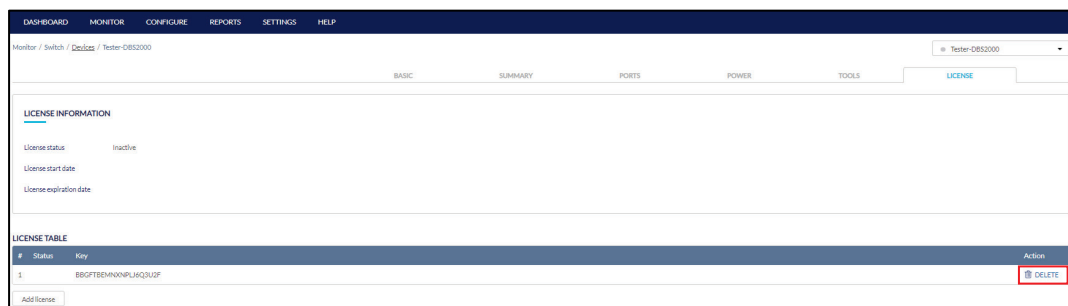 DASHBOARD MONITOR CONFIGURE REPORTS SETTINGS HELP
Monitor / Switch / Devices / Tester-DBS2000
Tester-DBS2000
BASIC SUMMARY PORTS POWER TOOLS LICENSE
LICENSE INFORMATION
License status Inactive
License start date
License expiration date
LICENSE TABLE
# Status Key Action
1 BBGFTBEMNXNPLJ6Q3U2F DELETE
Add license